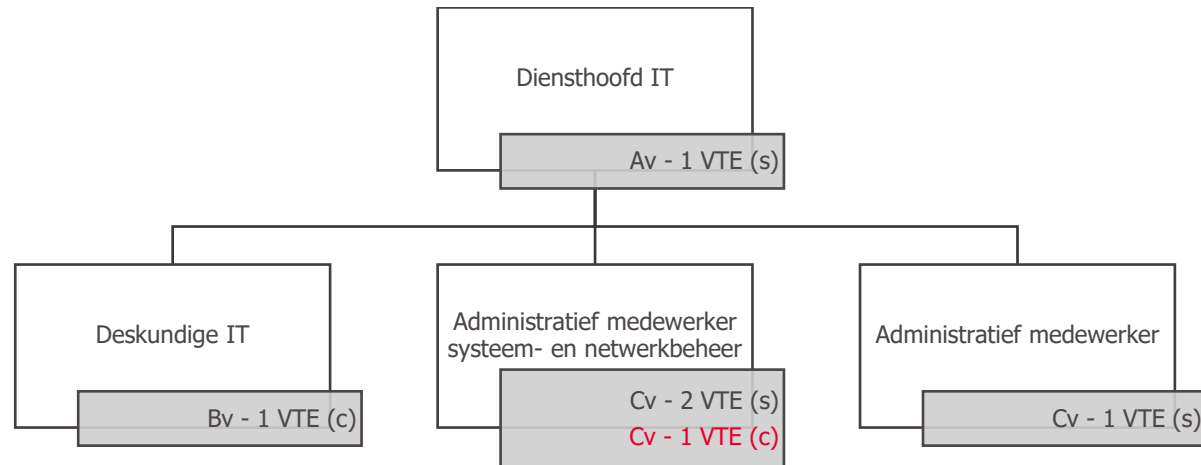 Diensthoofd IT
Av - 1 VTE (s)
Deskundige IT
Bv - 1 VTE (c)
Administratief medewerker
systeem- en netwerkbeheer
Cv - 2 VTE (s)
Cv - 1 VTE (c)
Administratief medewerker
Cv - 1 VTE (s)